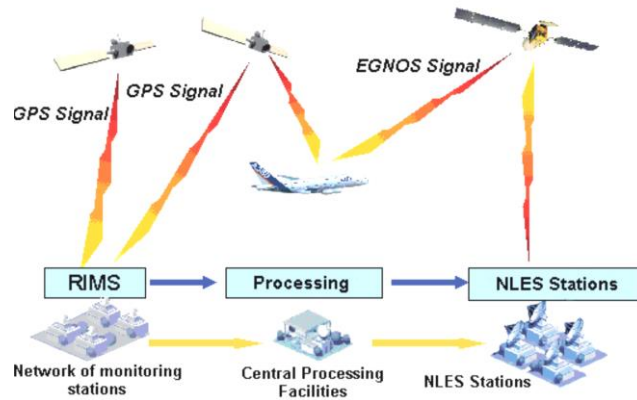 EGNOS Signal
GPS Signal
GPS Signal
RIMS
Processing
NLES Stations
Network of monitoring
stations
Central Processing
Facilities
NLES Stations